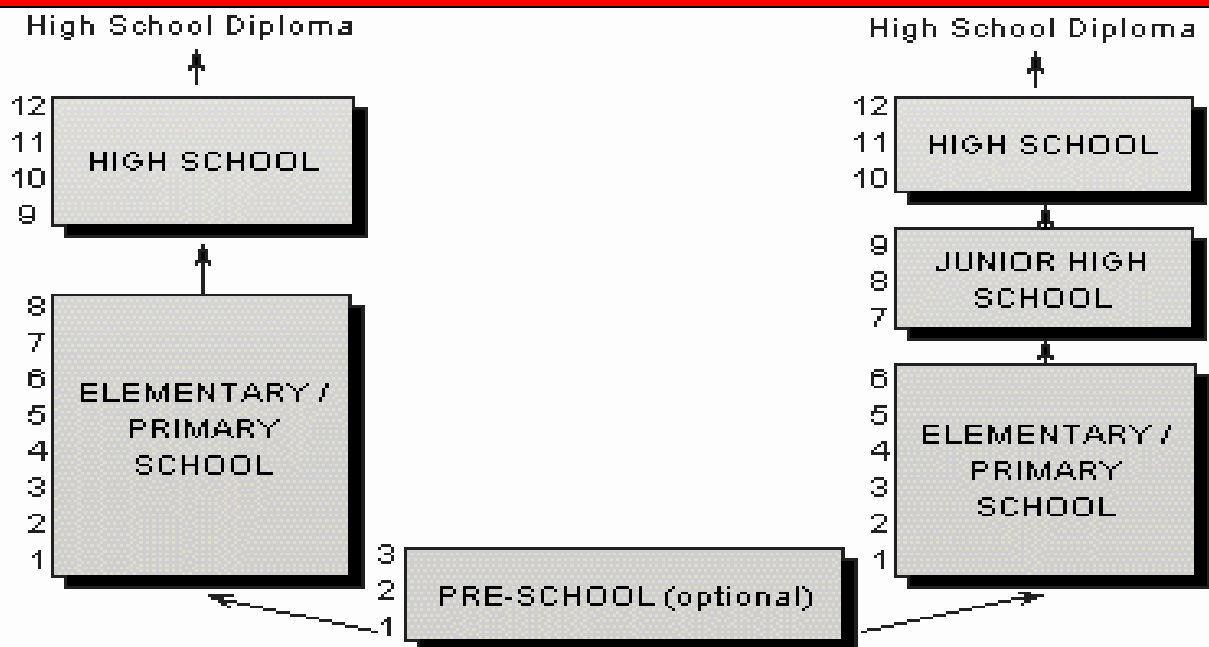 High School Diploma
12
11
10
9
HIGH SCHOOL
8
7
6
5
4
3
2
1
ELEMENTARY /
PRIMARY
SCHOOL
3
2
1
PRE-SCHOOL (optional)
High School Diploma
12
11
10
HIGH SCHOOL
9
8
7
JUNIOR HIGH
SCHOOL
6
5
4
3
2
1
ELEMENTARY /
PRIMARY
SCHOOL